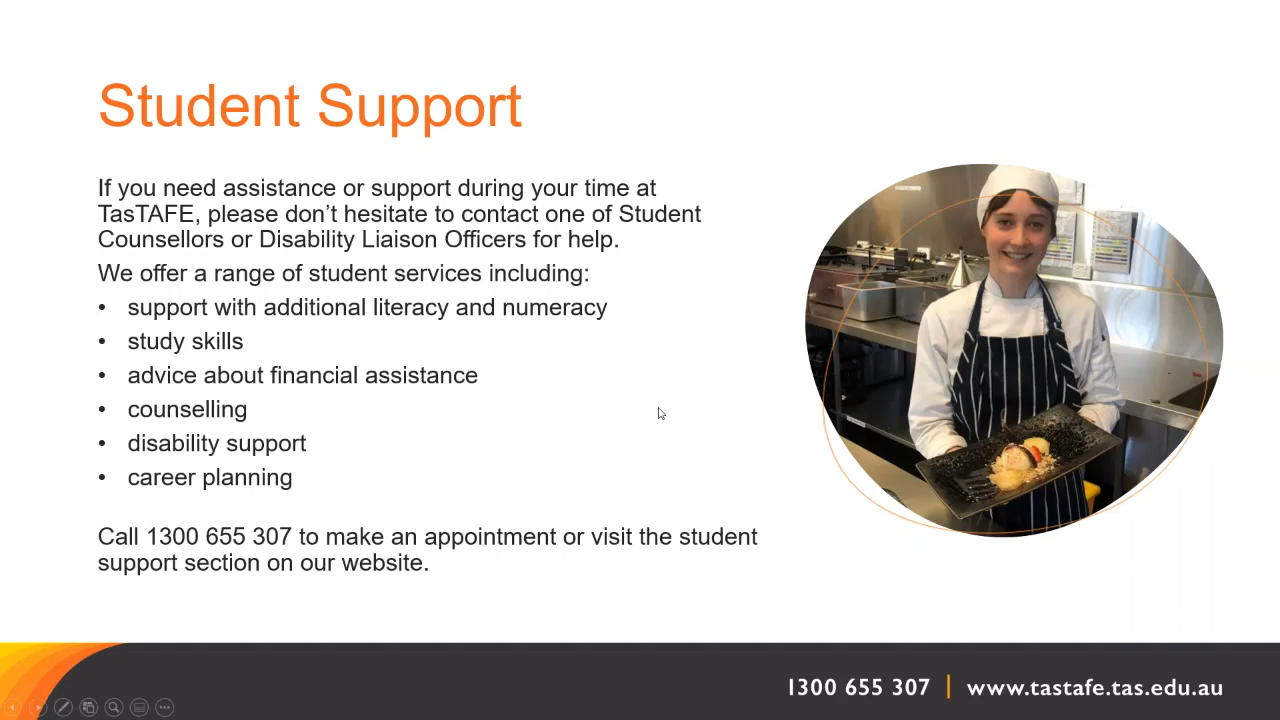 Student Support
If you need assistance or support during your time at
TasTAFE, please don’t hesitate to contact one of Student
Counsellors or Disability Liaison Officers for help.
We offer a range of student services including:
• support with additional literacy and numeracy
• study skills
• advice about financial assistance
• counselling
• disability support
• career planning
Call 1300 655 307 to make an appointment or visit the student
support section on our website.
1300 655 307 | www.tastafe.tas.edu.au